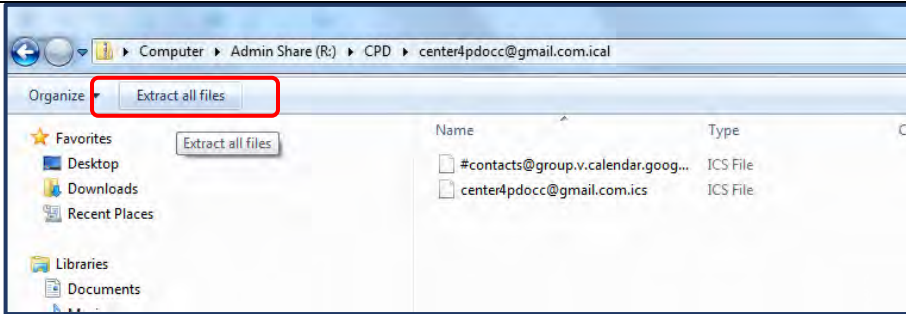 Computer ▸ Admin Share (R:) ▸ CPD ▸ center4pdocc@gmail.com.ical
Organize Extract all files
Extract all files
Favorites
Desktop
Downloads
Recent Places
Libraries
Documents
Name Type
#contacts@group.v.calendar.goog... ICS File
center4pdocc@gmail.com.ics ICS File